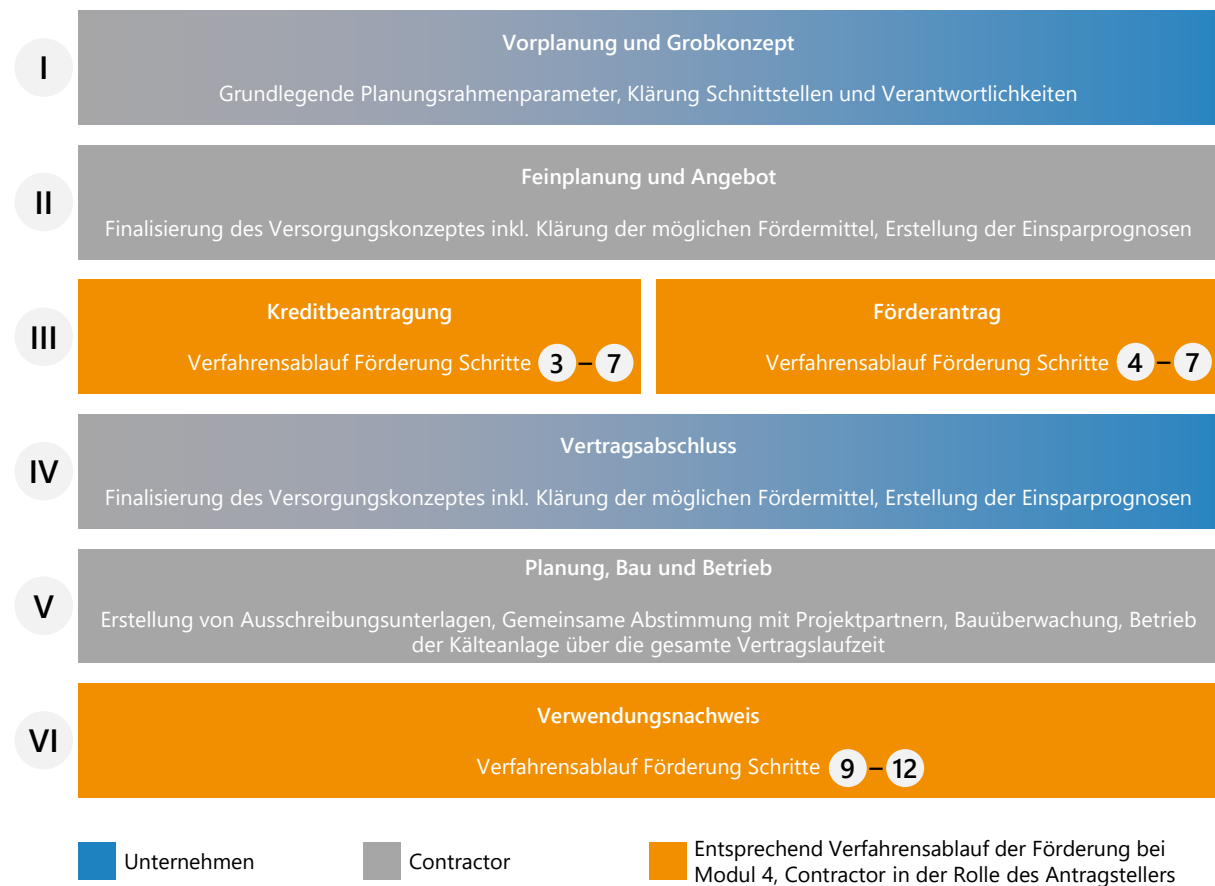 I
Vorplanung und Grobkonzept
Grundlegende Planungsrahmenparameter, Klärung Schnittstellen und Verantwortlichkeiten
II
Feinplanung und Angebot
Finalisierung des Versorgungskonzeptes inkl. Klärung der möglichen Fördermittel, Erstellung der Einsparprognosen
III
Kreditbeantragung
Verfahrensablauf Förderung Schritte 3 – 7
Förderantrag
Verfahrensablauf Förderung Schritte 4 – 7
IV
Vertragsabschluss
Finalisierung des Versorgungskonzeptes inkl. Klärung der möglichen Fördermittel, Erstellung der Einsparprognosen
V
Planung, Bau und Betrieb
Erstellung von Ausschreibungsunterlagen, Gemeinsame Abstimmung mit Projektpartnern, Bauüberwachung, Betrieb
der Kälteanlage über die gesamte Vertragslaufzeit
VI
Verwendungsnachweis
Verfahrensablauf Förderung Schritte 9 – 12
Unternehmen
Contractor
Entsprechend Verfahrensablauf der Förderung bei
Modul 4, Contractor in der Rolle des Antragstellers